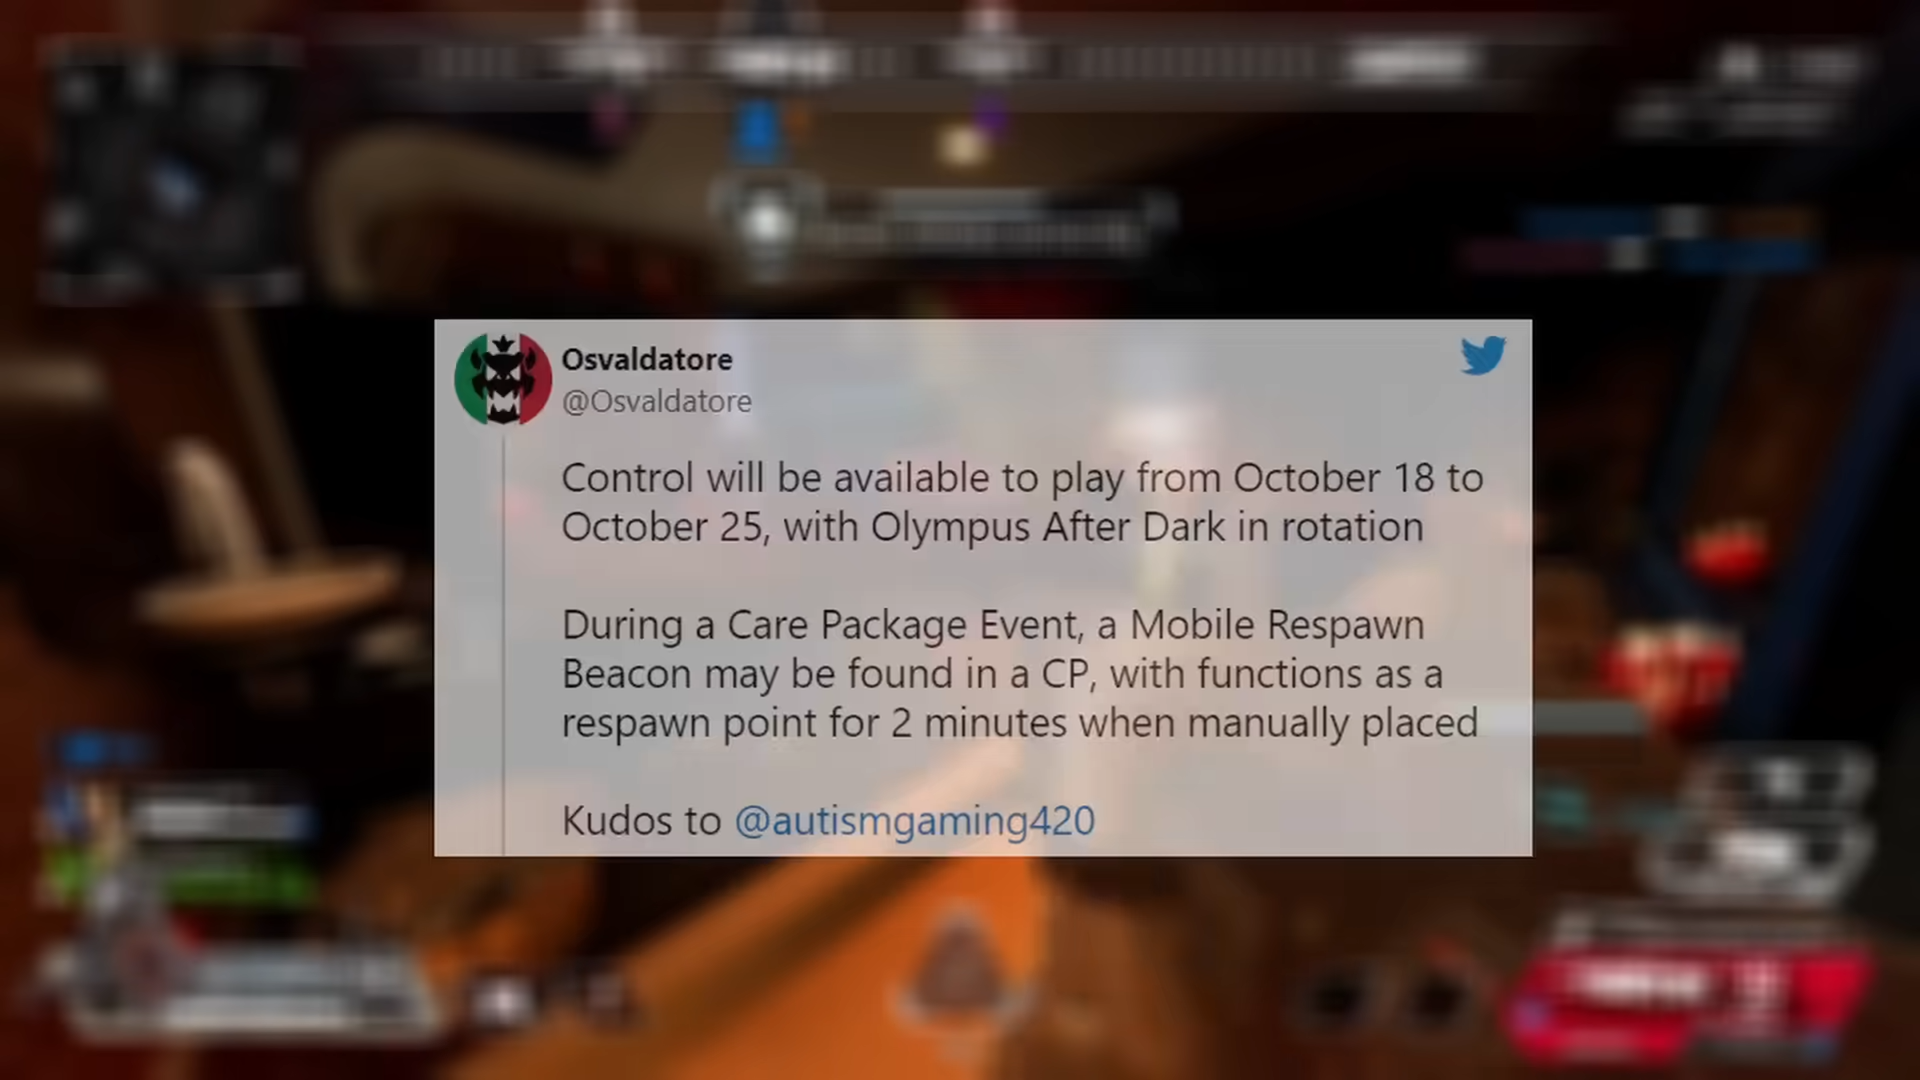 Osvaldatore
@Osvaldatore
Control will be available to play from October 18 to
October 25, with Olympus After Dark in rotation
During a Care Package Event, a Mobile Respawn
Beacon may be found in a CP, with functions as a
respawn point for 2 minutes when manually placed
Kudos to @autismgaming420